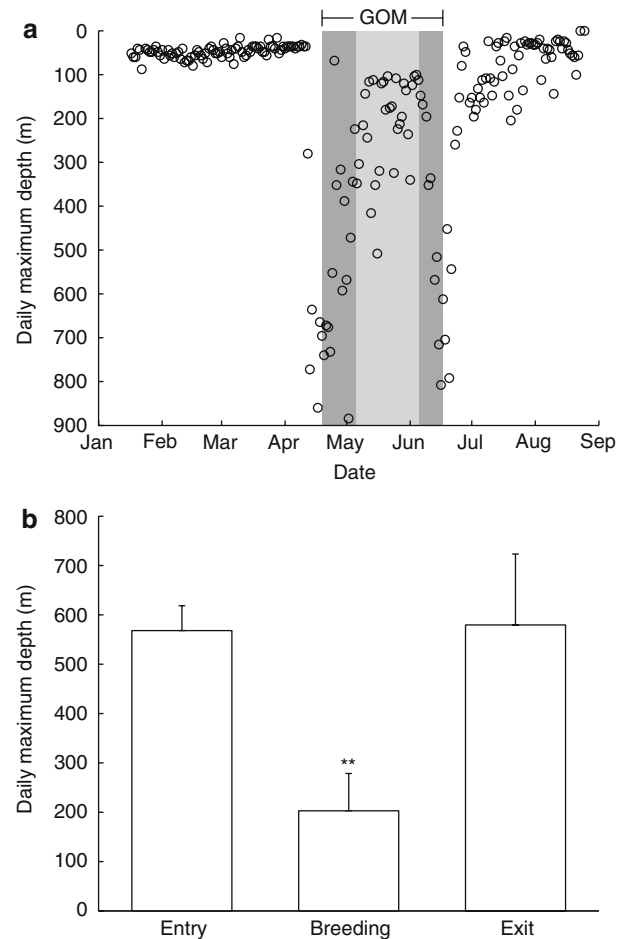 a
GOM
0
100
200
300
400
500
600
700
800
900
Daily maximum depth (m)
Jan Feb Mar Apr May Jun Jul Aug Sep
Date
b
800
700
600
500
400
300
200
100
0
Daily maximum depth (m)
**
Entry Breeding Exit